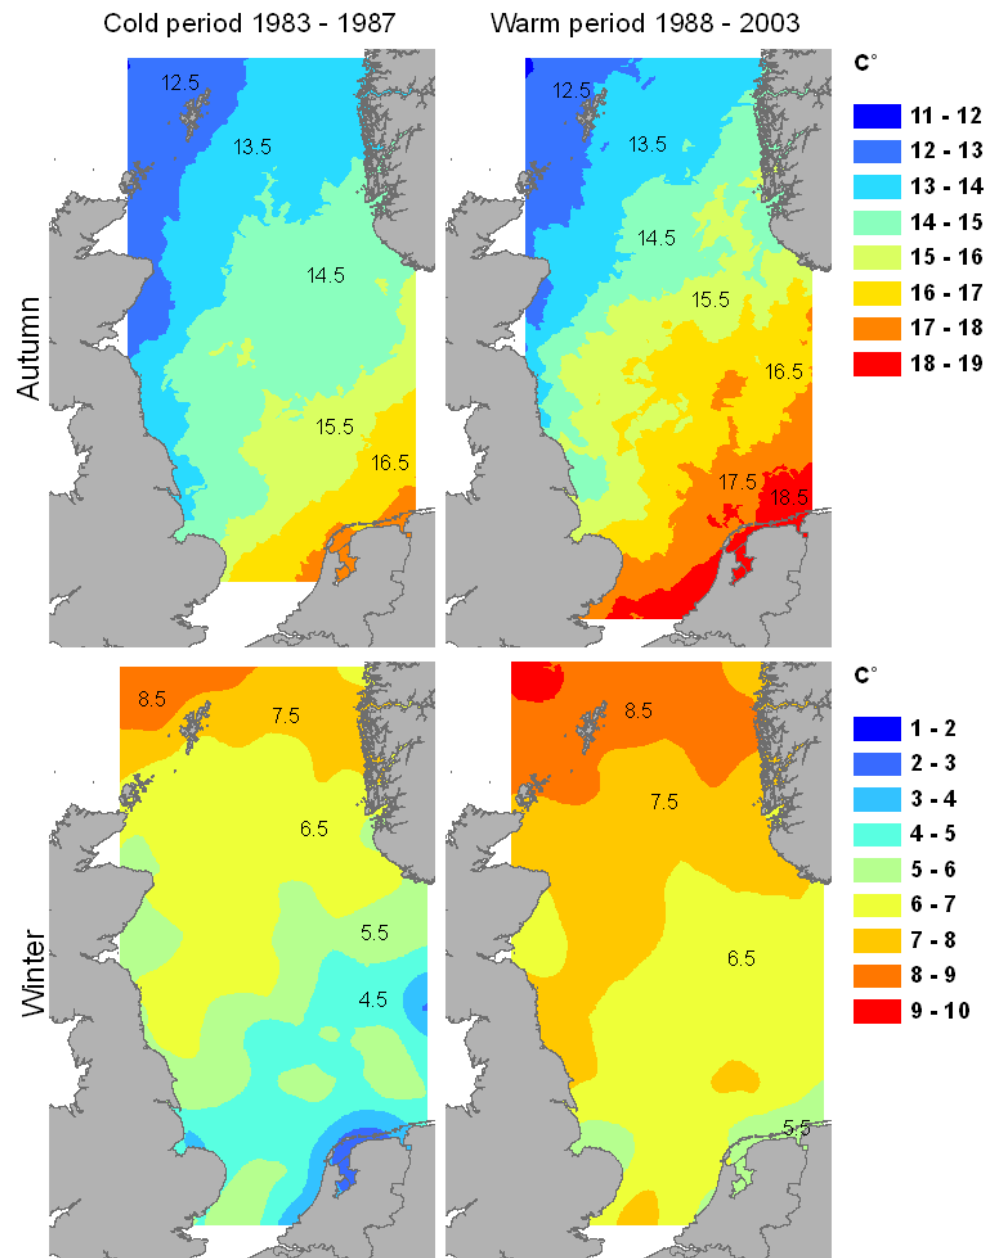 Cold period 1983 - 1987
Warm period 1988 - 2003
Autumn
12.5
13.5
14.5
15.5
16.5
12.5
13.5
14.5
15.5
16.5
17.5
18.5
C°
11 - 12
12 - 13
13 - 14
14 - 15
15 - 16
16 - 17
17 - 18
18 - 19
Winter
8.5
7.5
6.5
5.5
4.5
8.5
7.5
6.5
5.5
C°
1 - 2
2 - 3
3 - 4
4 - 5
5 - 6
6 - 7
7 - 8
8 - 9
9 - 10